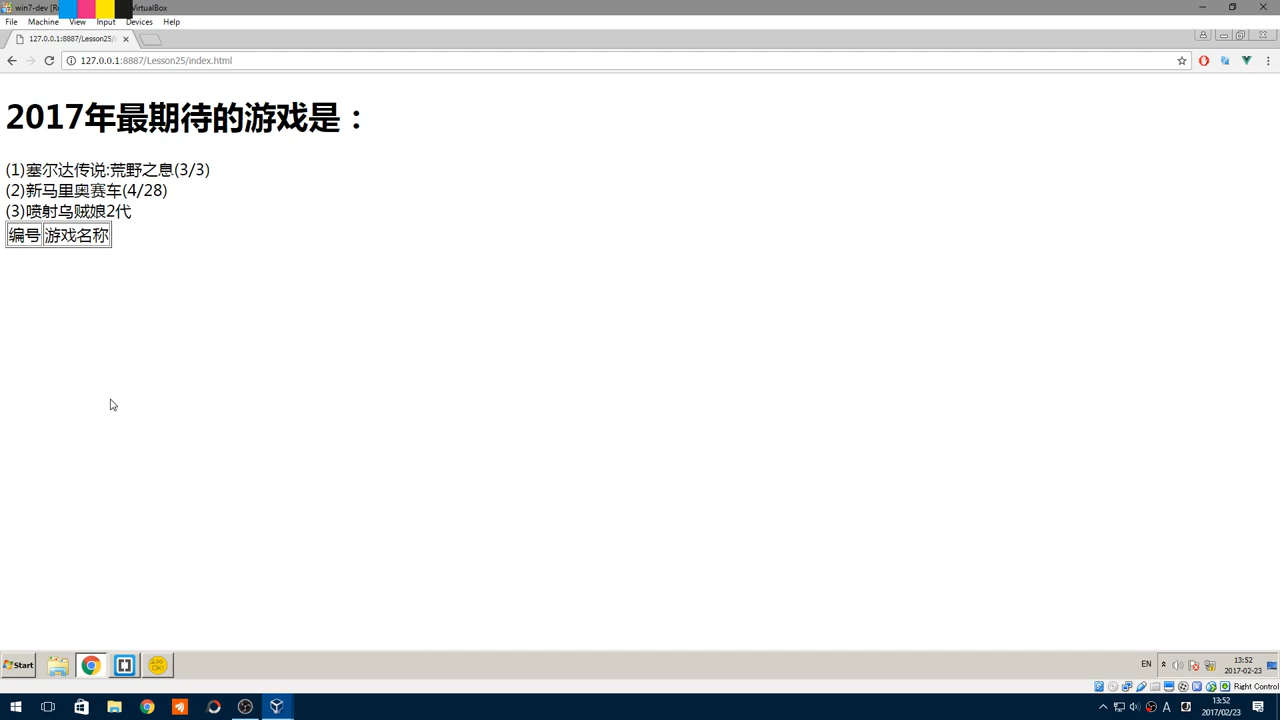 win7-dev [R
VirtualBox
File Machine View Input Devices Help
127.0.0.1:8887/Lesson25/i
127.0.0.1:8887/Lesson25/index.html
2017年最期待的游戏是：
(1)塞尔达传说:荒野之息(3/3)
(2)新马里奥赛车(4/28)
(3)喷射乌贼娘2代
编号 游戏名称
Start
EN
13:52
2017-02-23
Right Control
13:52
2017/02/23